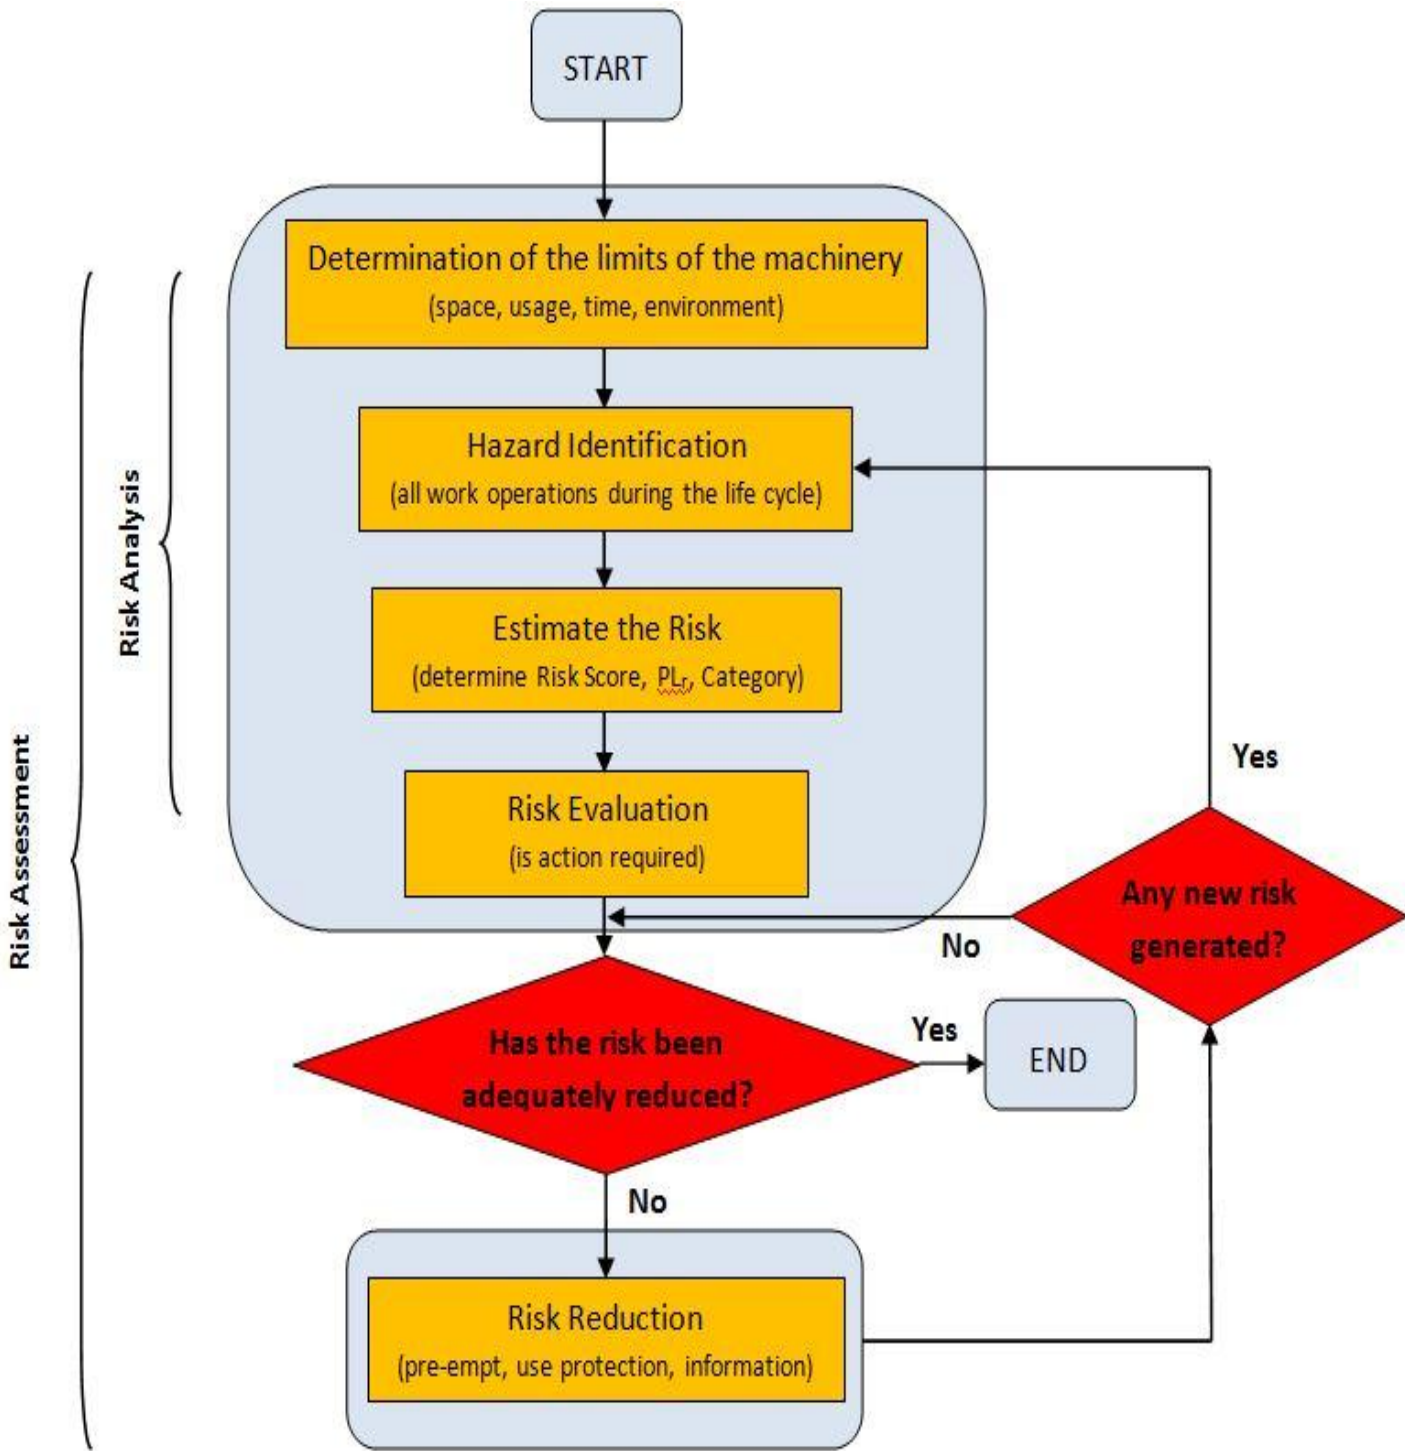 START
Determination of the limits of the machinery
(space, usage, time, environment)
Hazard Identification
(all work operations during the life cycle)
Risk Analysis
Estimate the Risk
(determine Risk Score, PLr, Category)
Yes
Risk Evaluation
(is action required)
Risk Assessment
Any new risk
generated?
No
Has the risk been
adequately reduced?
Yes
END
No
Risk Reduction
(pre-empt, use protection, information)